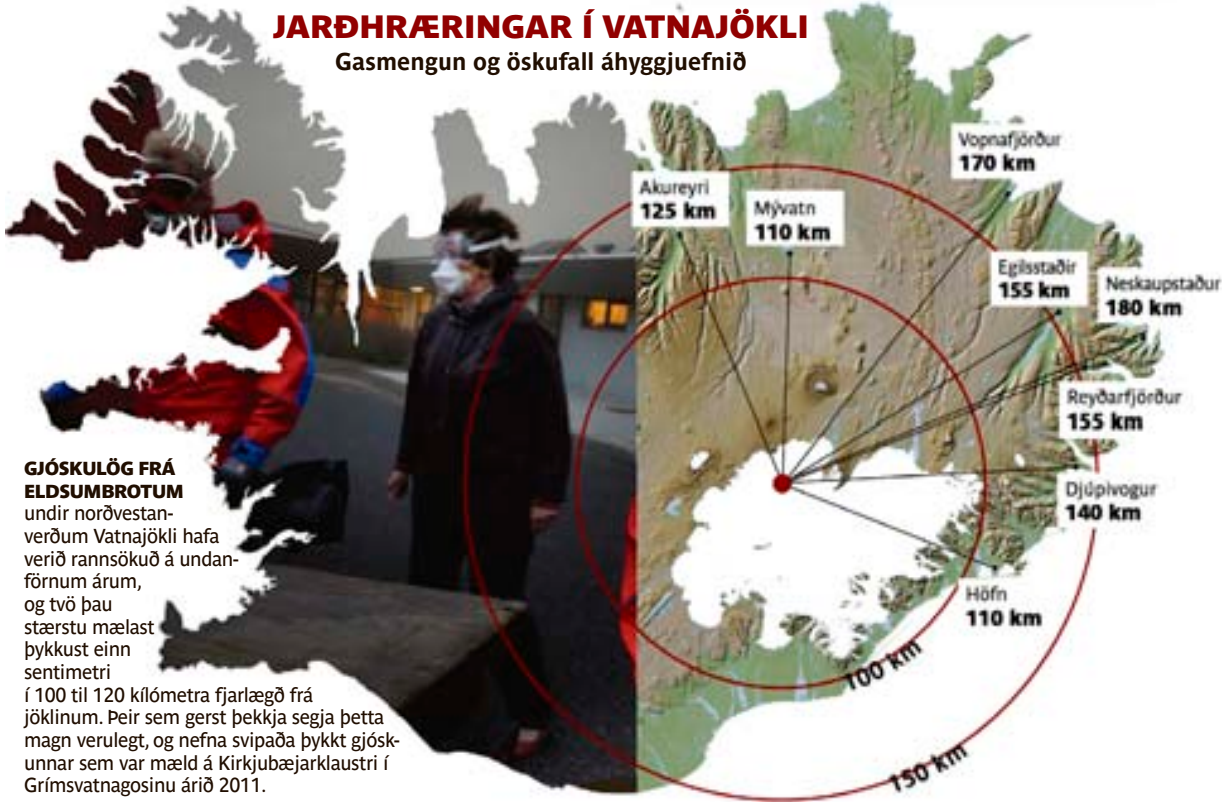 JARÐHRÆRINGAR Í VATNAJÖKLI
Gasmengun og öskufall áhyggjuefnið
Vopnafjörður
170 km
Akureyri
125 km
Mývatn
110 km
Egilsstaðir
155 km
Neskaupstaður
180 km
Reyðarfjörður
155 km
Djúpivogur
140 km
Höfn
110 km
100 km
150 km
GJÓSKULÖG FRÁ
ELDSUMBROTUM
undir norðvestan-
verðum Vatnajökli hafa
verið rannsökuð á undan-
förnum árum,
og tvö þau
stærstu mælast
þykkust einn
sentimetri
í 100 til 120 kílómetra fjarlægð frá
jöklinum. Þeir sem gerst þekkja segja þetta
magn verulegt, og nefna svipaða þykkt gjósk-
unnar sem var mæld á Kirkjubæjarklaustri í
Grímsvatnagosinu árið 2011.